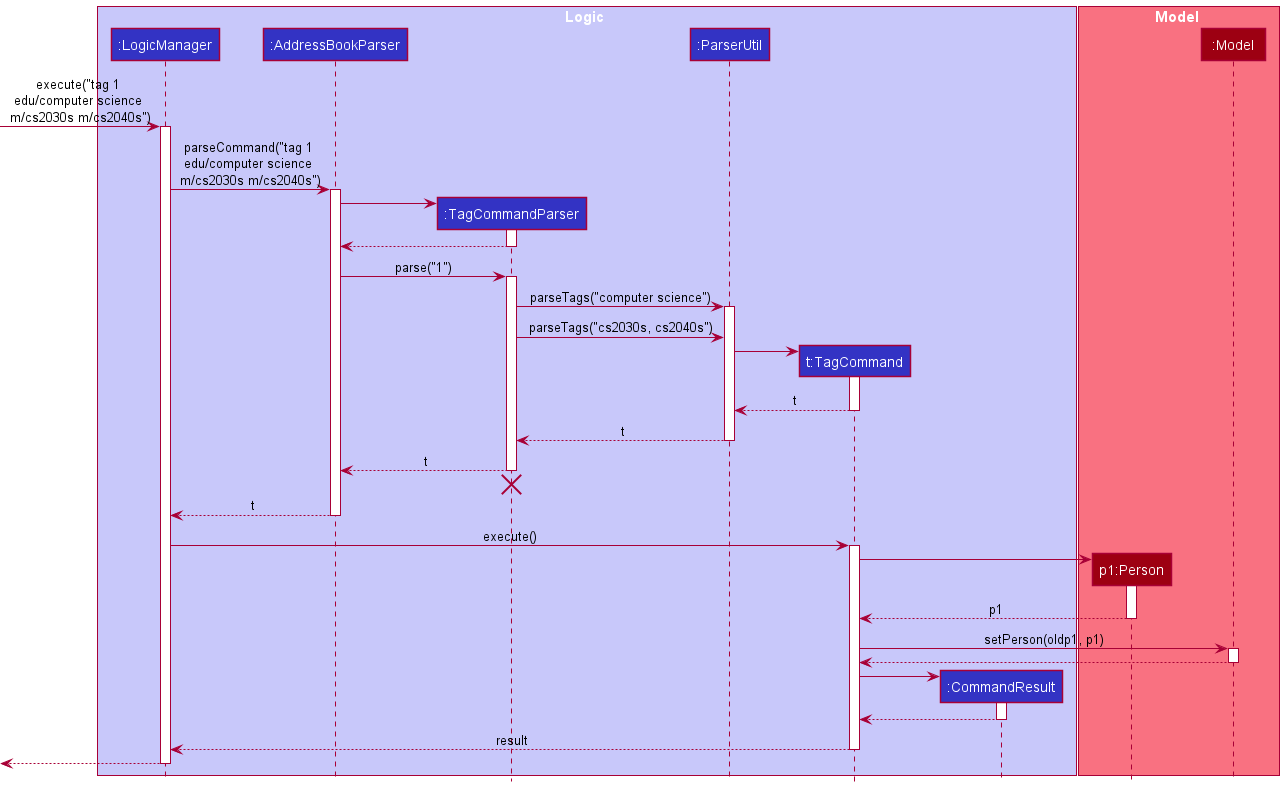 Logic
Model
:LogicManager
:AddressBookParser
:ParserUtil
:Model
execute("tag 1
edu/computer science
m/cs2030s m/cs2040s")
parseCommand("tag 1
edu/computer science
m/cs2030s m/cs2040s")
:TagCommandParser
parse("1")
parseTags("computer science")
parseTags("cs2030s, cs2040s")
t:TagCommand
t
t
t
t
execute()
p1:Person
p1
setPerson(oldp1, p1)
:CommandResult
result